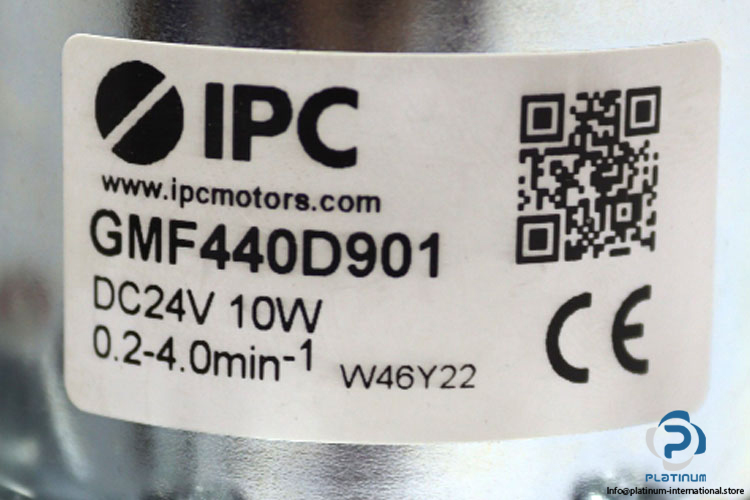 IPC
www.ipcmotors.com
GMF440D901
DC24V 10W
0.2-4.0min-1
W46Y22
CE
PLATINUM
Info@platinum-international.store